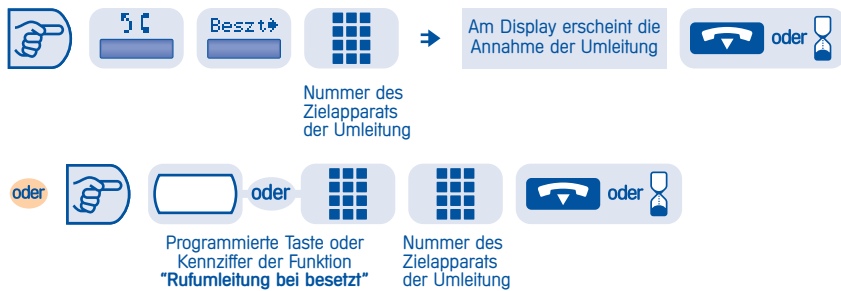 Beszt
Am Display erscheint die
Annahme der Umleitung
oder
Nummer des
Zielapparats
der Umleitung
oder
oder
oder
Programmierte Taste oder
Kennziffer der Funktion
"Rufumleitung bei besetzt"
Nummer des
Zielapparats
der Umleitung